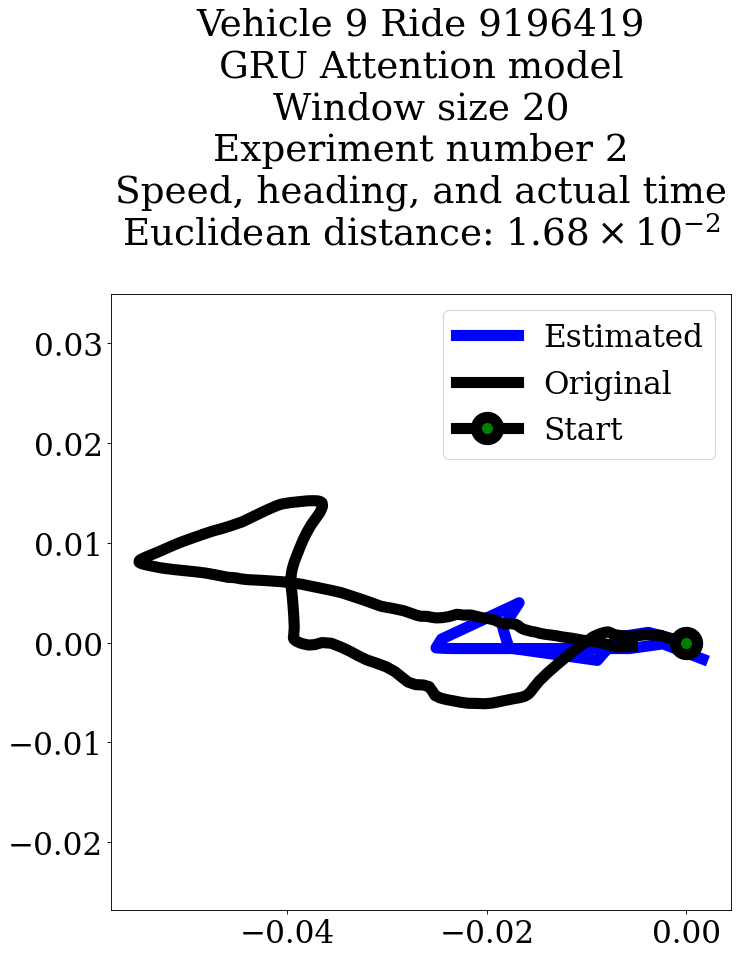 Vehicle 9 Ride 9196419
GRU Attention model
Window size 20
Experiment number 2
Speed, heading, and actual time
Euclidean distance: 1.68 × 10⁻²
Estimated
Original
Start
0.03
0.02
0.01
0.00
−0.01
−0.02
−0.04
−0.02
0.00